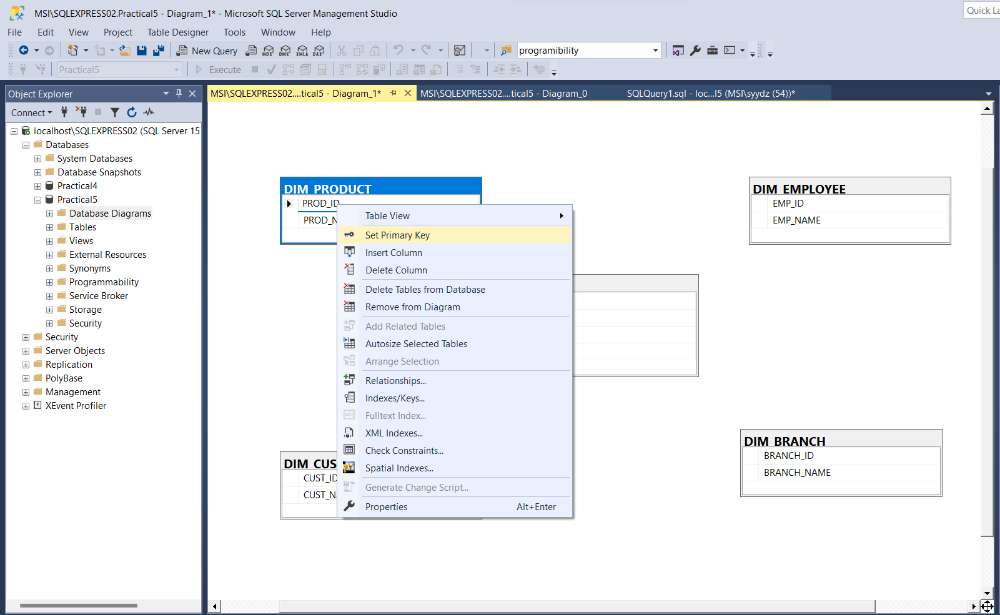 MSI\SQLEXPRESS02.Practical5 - Diagram_1* - Microsoft SQL Server Management Studio
Quick La
File Edit View Project Table Designer Tools Window Help
New Query MDX DMX XMLA DAX programibility
Practical5 Execute
Object Explorer
MSI\SQLEXPRESS02....tical5 - Diagram_1* MSI\SQLEXPRESS02....tical5 - Diagram_0 SQLQuery1.sql - loc...l5 (MSI\syydz (54))*
Connect
localhost\SQLEXPRESS02 (SQL Server 15
Databases
System Databases
Database Snapshots
Practical4
Practical5
Database Diagrams
Tables
Views
External Resources
Synonyms
Programmability
Service Broker
Storage
Security
Security
Server Objects
Replication
PolyBase
Management
XEvent Profiler
DIM_PRODUCT
PROD_ID
PROD_N
Table View
Set Primary Key
Insert Column
Delete Column
Delete Tables from Database
Remove from Diagram
Add Related Tables
Autosize Selected Tables
Arrange Selection
Relationships...
Indexes/Keys...
abc Fulltext Index...
XML Indexes...
Check Constraints...
Spatial Indexes...
Generate Change Script...
Properties Alt+Enter
DIM_EMPLOYEE
EMP_ID
EMP_NAME
DIM_CUS
CUST_ID
CUST_N
DIM_BRANCH
BRANCH_ID
BRANCH_NAME